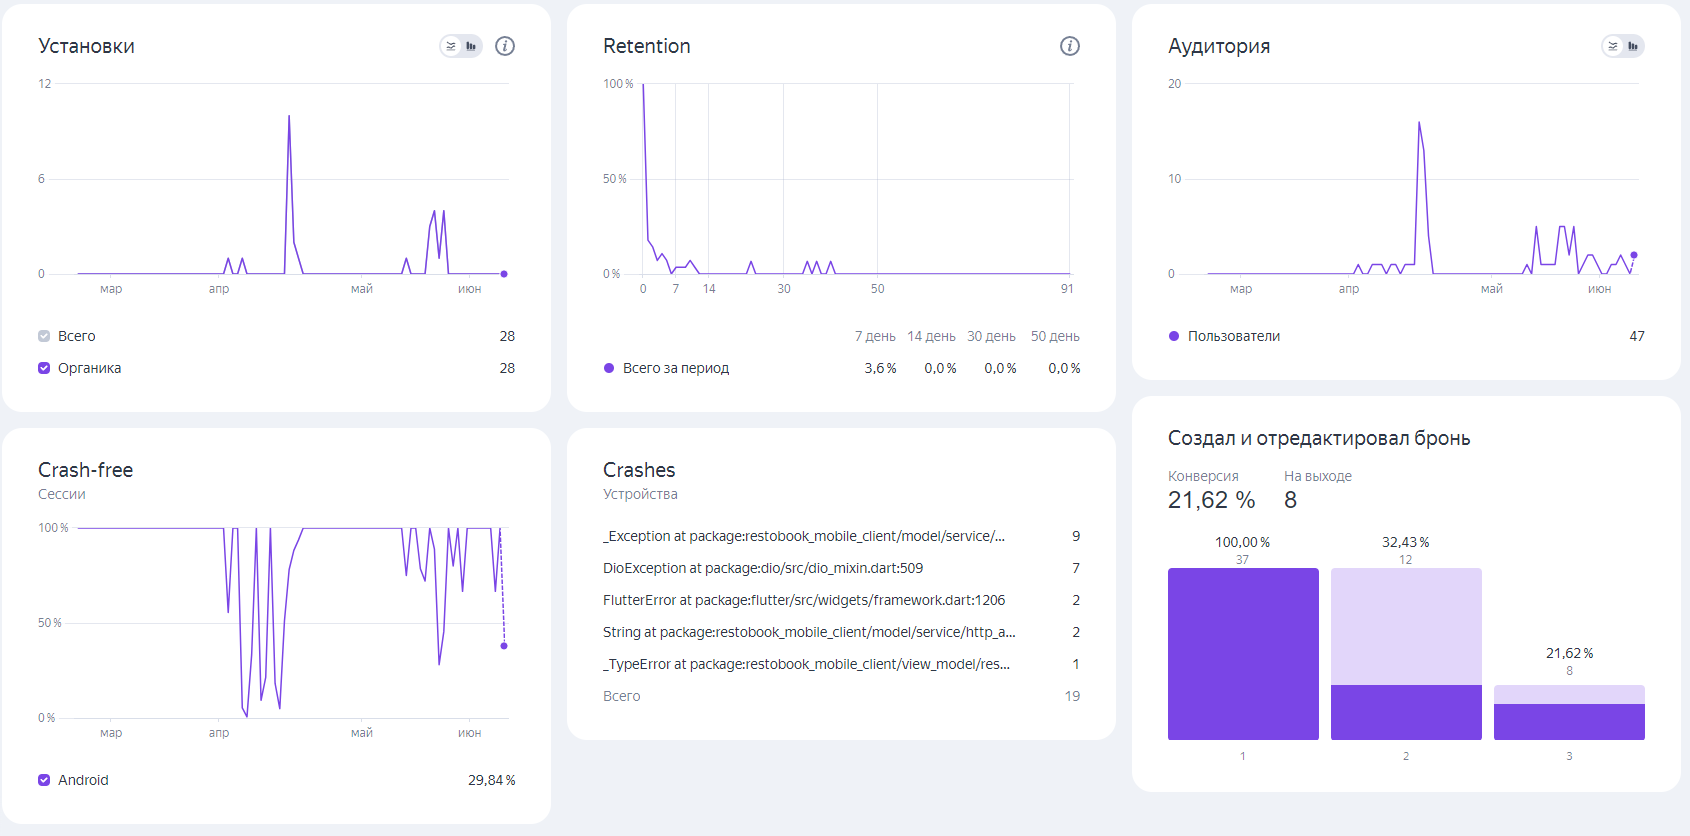 Установки
12
6
0
мар апр май июн
Всего 28
Органика 28
Retention
100 %
50 %
0 %
0 7 14 30 50 91
7 день 14 день 30 день 50 день
Всего за период 3,6 % 0,0 % 0,0 % 0,0 %
Аудитория
20
10
0
мар апр май июн
Пользователи 47
Crash-free
Сессии
100 %
50 %
0 %
мар апр май июн
Android 29,84 %
Crashes
Устройства
_Exception at package:restobook_mobile_client/model/service/... 9
DioException at package:dio/src/dio_mixin.dart:509 7
FlutterError at package:flutter/src/widgets/framework.dart:1206 2
String at package:restobook_mobile_client/model/service/http_a... 2
_TypeError at package:restobook_mobile_client/view_model/res... 1
Всего 19
Создал и отредактировал бронь
Конверсия На выходе
21,62 % 8
100,00 % 32,43 % 21,62 %
37 12 8
1 2 3